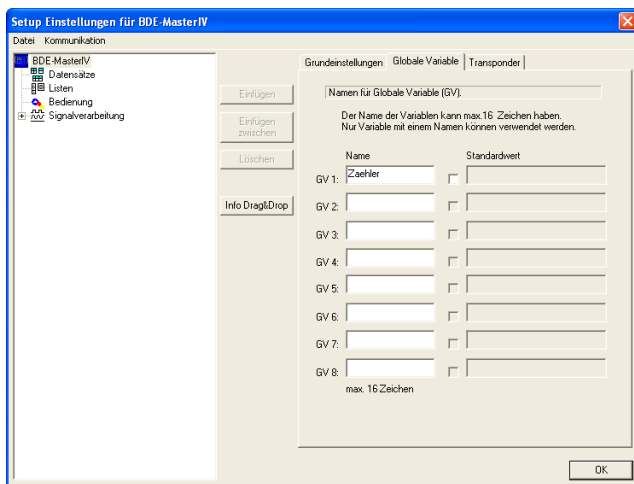 Setup Einstellungen für BDE-MasterIV
Datei Kommunikation
BDE-MasterIV
Datensätze
Listen
Bedienung
Signalverarbeitung
Einfügen
Einfügen
zwischen
Löschen
Info Drag&Drop
Grundeinstellungen Globale Variable Transponder
Namen für Globale Variable (GV).
Der Name der Variablen kann max.16 Zeichen haben.
Nur Variable mit einem Namen können verwendet werden.
Name Standardwert
GV 1: Zaehler
GV 2:
GV 3:
GV 4:
GV 5:
GV 6:
GV 7:
GV 8:
max. 16 Zeichen
OK